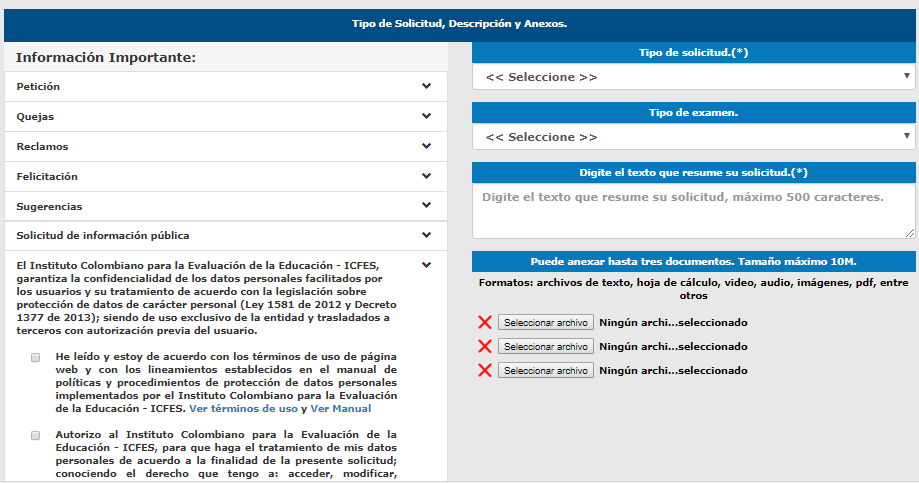 Tipo de Solicitud, Descripción y Anexos.
Información Importante:
Petición
Quejas
Reclamos
Felicitación
Sugerencias
Solicitud de información pública
El Instituto Colombiano para la Evaluación de la Educación - ICFES,
garantiza la confidencialidad de los datos personales facilitados por
los usuarios y su tratamiento de acuerdo con la legislación sobre
protección de datos de carácter personal (Ley 1581 de 2012 y Decreto
1377 de 2013); siendo de uso exclusivo de la entidad y trasladados a
terceros con autorización previa del usuario.
He leído y estoy de acuerdo con los términos de uso de página
web y con los lineamientos establecidos en el manual de
políticas y procedimientos de protección de datos personales
implementados por el Instituto Colombiano para la Evaluación
de la Educación - ICFES. Ver términos de uso y Ver Manual
Autorizo al Instituto Colombiano para la Evaluación de la
Educación - ICFES, para que haga el tratamiento de mis datos
personales de acuerdo a la finalidad de la presente solicitud;
conociendo el derecho que tengo a: acceder, modificar,
Tipo de solicitud.(*)
<< Seleccione >>
Tipo de examen.
<< Seleccione >>
Digite el texto que resume su solicitud.(*)
Digite el texto que resume su solicitud, máximo 500 caracteres.
Puede anexar hasta tres documentos. Tamaño máximo 10M.
Formatos: archivos de texto, hoja de cálculo, video, audio, imágenes, pdf, entre
otros
Seleccionar archivo Ningún archi...seleccionado
Seleccionar archivo Ningún archi...seleccionado
Seleccionar archivo Ningún archi...seleccionado